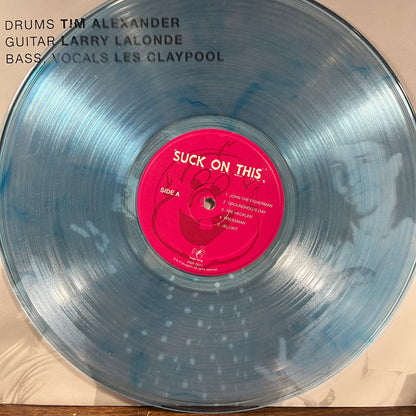 DRUMS TIM ALEXANDER
GUITAR LARRY LALONDE
BASS, VOCALS LES CLAYPOOL
SUCK ON THIS
SIDE A
1. JOHN THE FISHERMAN
2. GROUNDHOG'S DAY
3. THE HECKLER
4. PRESSMAN
5. JELLIKIT